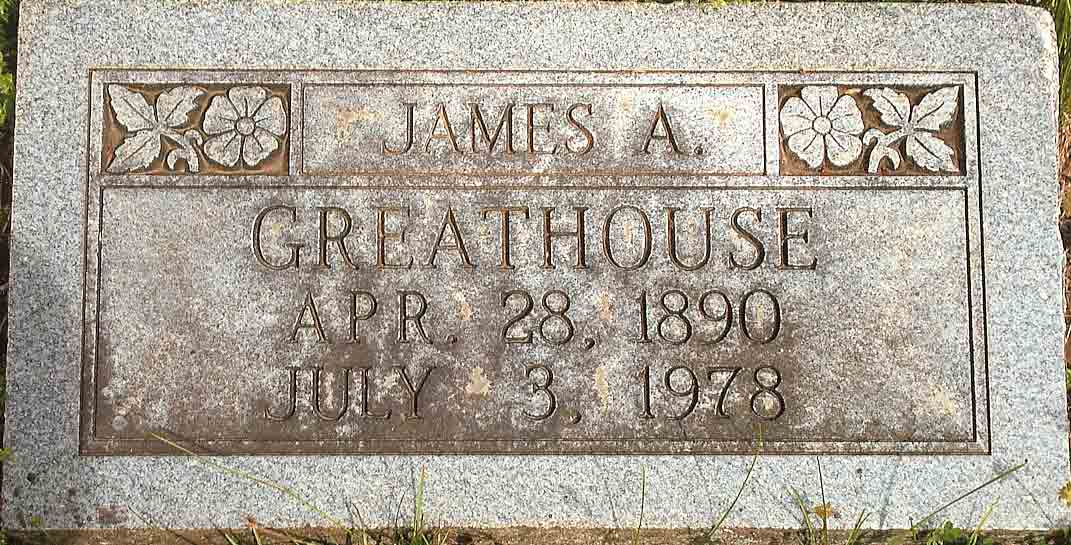 JAMES A.
GREATHOUSE
APR. 28, 1890
JULY 3, 1978